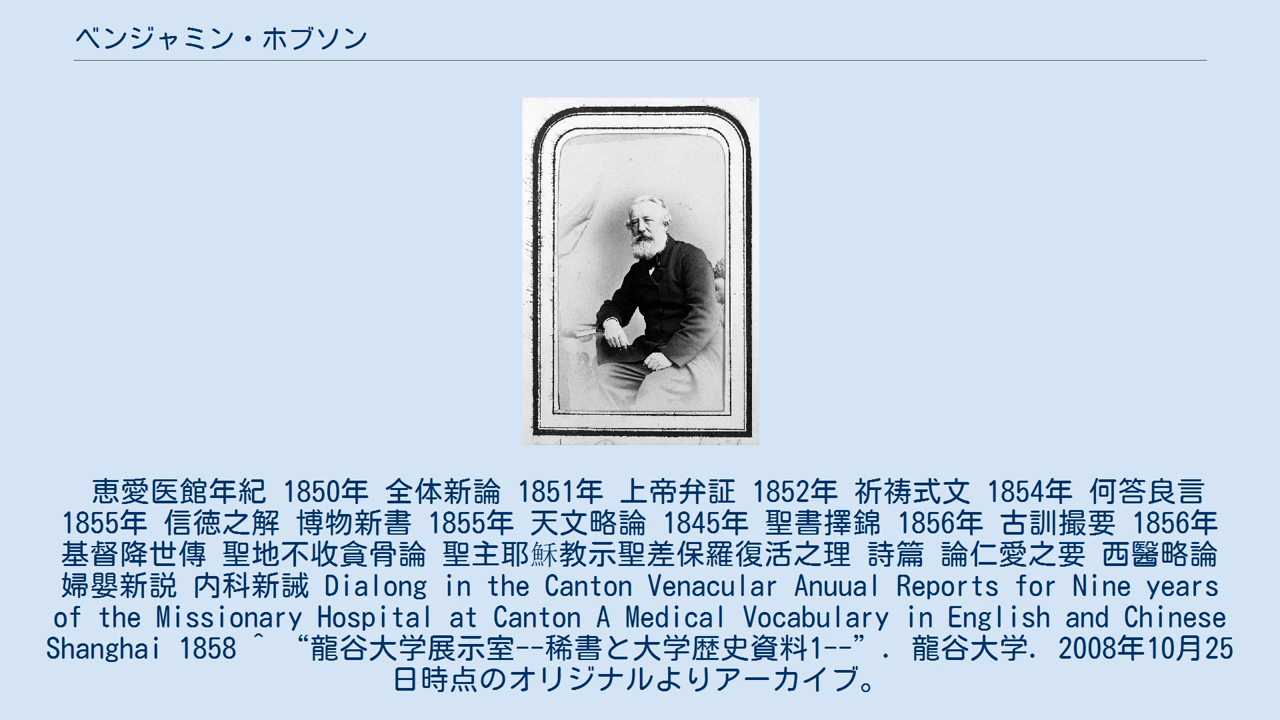 ベンジャミン・ホブソン
恵愛医館年紀 1850年 全体新論 1851年 上帝弁証 1852年 祈祷式文 1854年 何答良言
1855年 信徳之解 博物新書 1855年 天文略論 1845年 聖書擇錦 1856年 古訓撮要 1856年
基督降世傳 聖地不收貪骨論 聖主耶穌教示聖差保羅復活之理 詩篇 論仁愛之要 西醫略論
婦嬰新説 内科新誡 Dialong in the Canton Venacular Anuual Reports for Nine years
of the Missionary Hospital at Canton A Medical Vocabulary in English and Chinese
Shanghai 1858 ^ “龍谷大学展示室--稀書と大学歴史資料1--”. 龍谷大学. 2008年10月25
日時点のオリジナルよりアーカイブ。